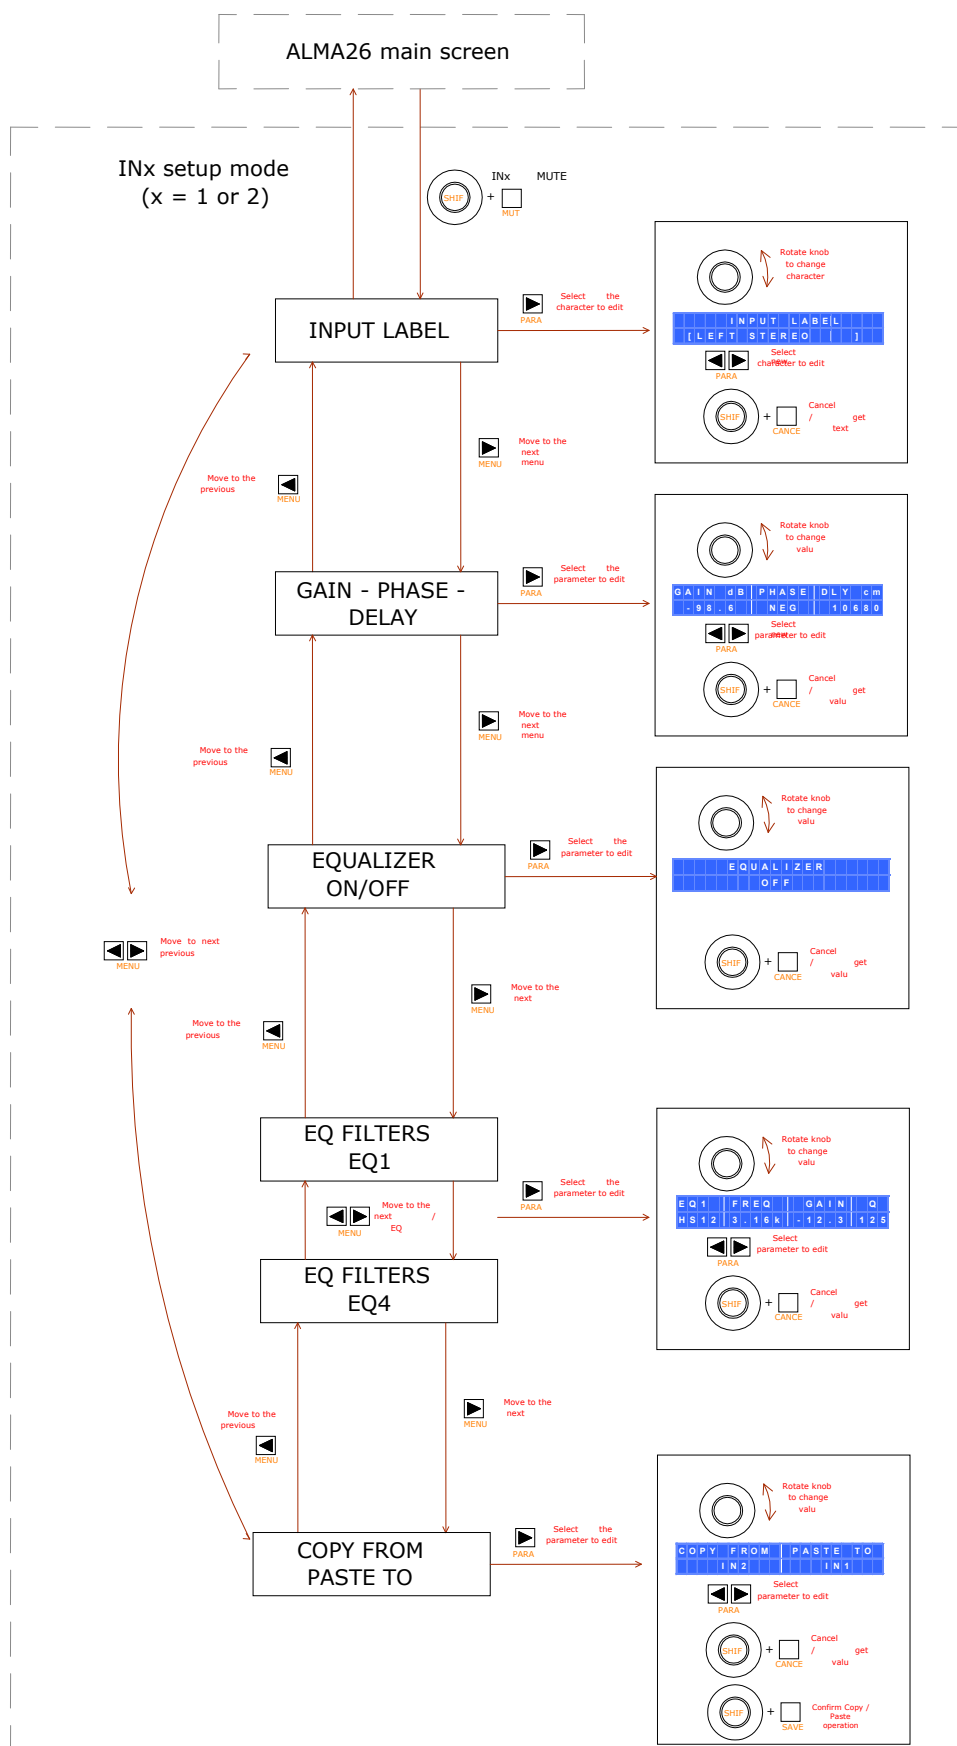 ALMA26 main screen
INx setup mode
(x = 1 or 2)
INx MUTE
SHIF
+
MUT
INPUT LABEL
PARA
Select the
character to edit
Rotate knob
to change
character
INPUT LABEL
[LEFT STEREO ]
PARA
Select
new
character to edit
SHIF
+
CANCE
Cancel
/ get
text
Move to the
previous
MENU
MENU
Move to the
next
menu
GAIN - PHASE -
DELAY
PARA
Select the
parameter to edit
Rotate knob
to change
valu
GAIN dB PHASE DLY cm
-98.6 NEG 10680
PARA
Select
new
parameter to edit
SHIF
+
CANCE
Cancel
/ get
valu
Move to the
previous
MENU
MENU
Move to the
next
menu
EQUALIZER
ON/OFF
PARA
Select the
parameter to edit
Rotate knob
to change
valu
EQUALIZER
OFF
SHIF
+
CANCE
Cancel
/ get
valu
MENU
Move to next
previous
Move to the
previous
MENU
MENU
Move to the
next
EQ FILTERS
EQ1
PARA
Select the
parameter to edit
Rotate knob
to change
valu
EQ1 FREQ GAIN Q
HS12 3.16k -12.3 125
PARA
Select
parameter to edit
SHIF
+
CANCE
Cancel
/ get
valu
MENU
Move to the
next /
EQ
EQ FILTERS
EQ4
Move to the
previous
MENU
MENU
Move to the
next
COPY FROM
PASTE TO
PARA
Select the
parameter to edit
Rotate knob
to change
valu
COPY FROM PASTE TO
IN2 IN1
PARA
Select
parameter to edit
SHIF
+
CANCE
Cancel
/ get
valu
SHIF
+
SAVE
Confirm Copy /
Paste
operation